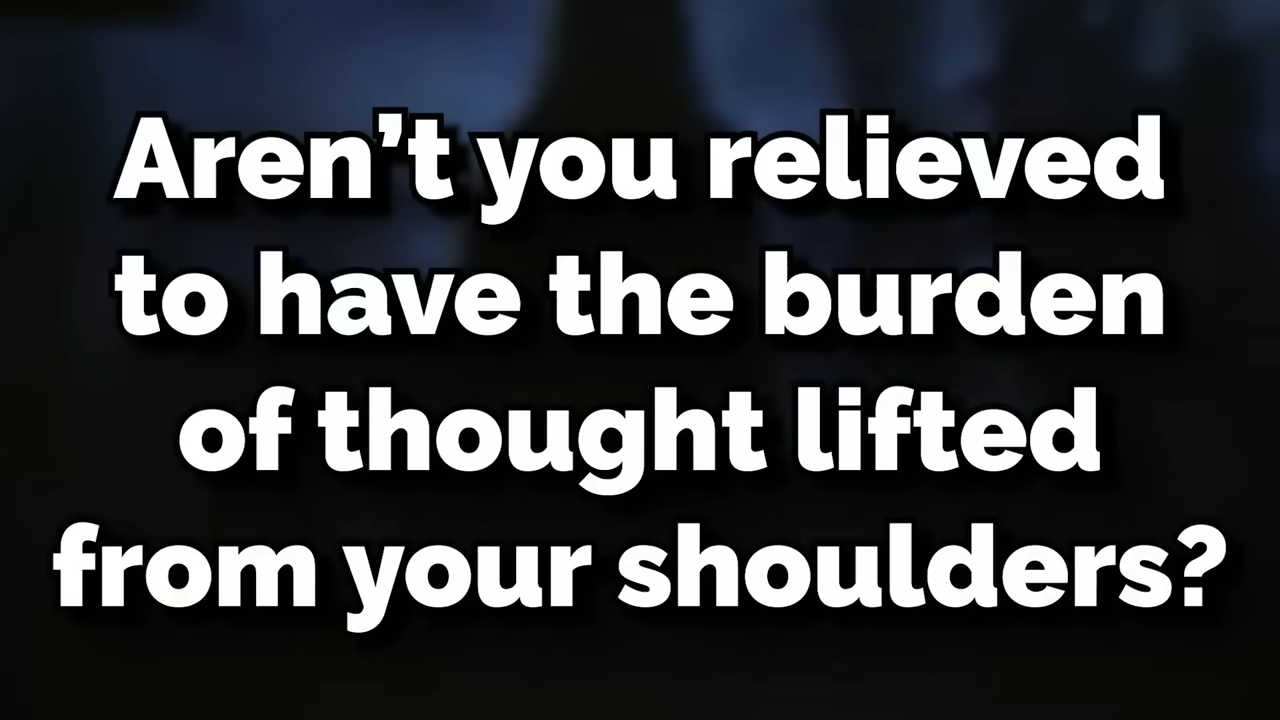 Aren’t you relieved
to have the burden
of thought lifted
from your shoulders?